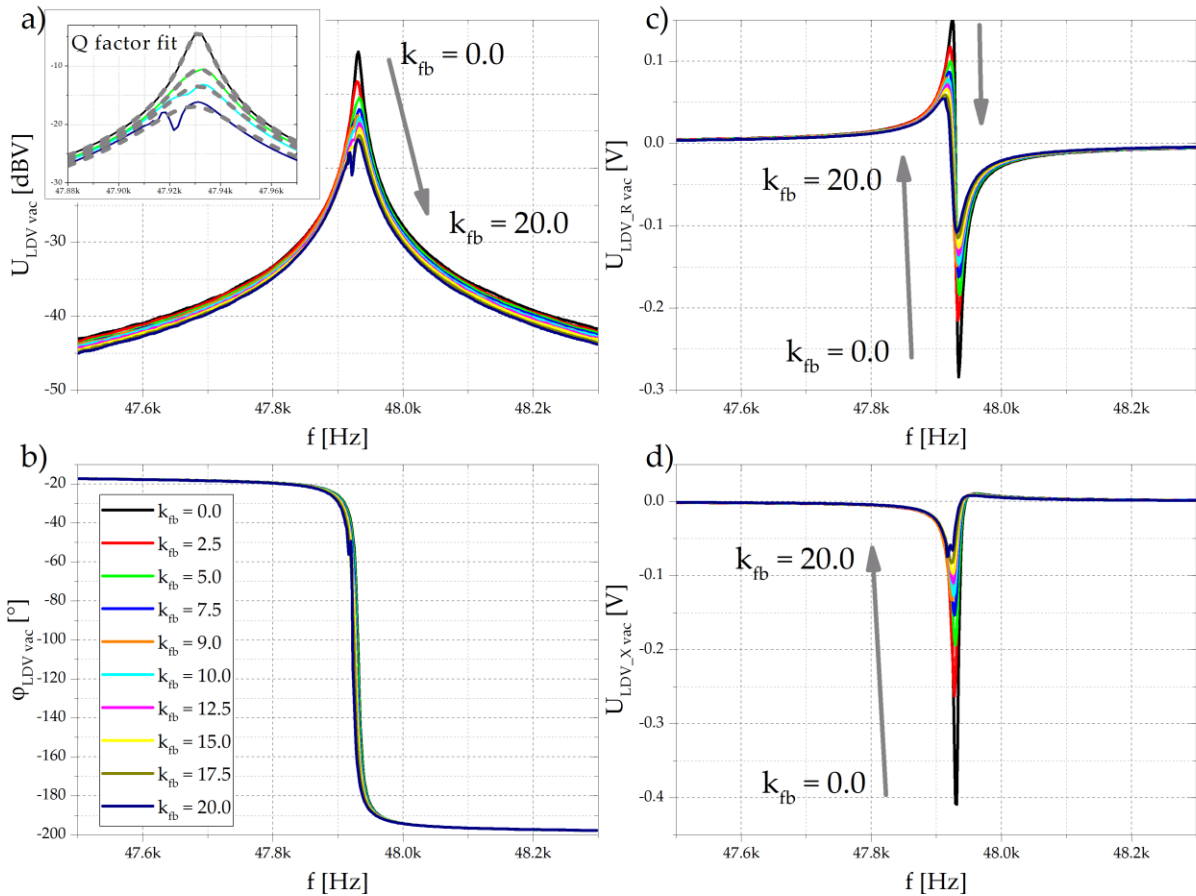 a)
Q factor fit
-10
-20
-30
47.88
47.90
47.92
47.94
47.96
k_fb = 0.0
k_fb = 20.0
U_LDV vac [dBV]
-30
-40
-50
47.6k
47.8k
48.0k
48.2k
f [Hz]
c)
k_fb = 20.0
k_fb = 0.0
U_LDV_R vac [V]
0.1
0.0
-0.1
-0.2
-0.3
47.6k
47.8k
48.0k
48.2k
f [Hz]
b)
φ_LDV vac [°]
-20
-40
-60
-80
-100
-120
-140
-160
-180
-200
k_fb = 0.0
k_fb = 2.5
k_fb = 5.0
k_fb = 7.5
k_fb = 9.0
k_fb = 10.0
k_fb = 12.5
k_fb = 15.0
k_fb = 17.5
k_fb = 20.0
47.6k
47.8k
48.0k
48.2k
f [Hz]
d)
k_fb = 20.0
k_fb = 0.0
U_LDV_X vac [V]
0.0
-0.1
-0.2
-0.3
-0.4
47.6k
47.8k
48.0k
48.2k
f [Hz]